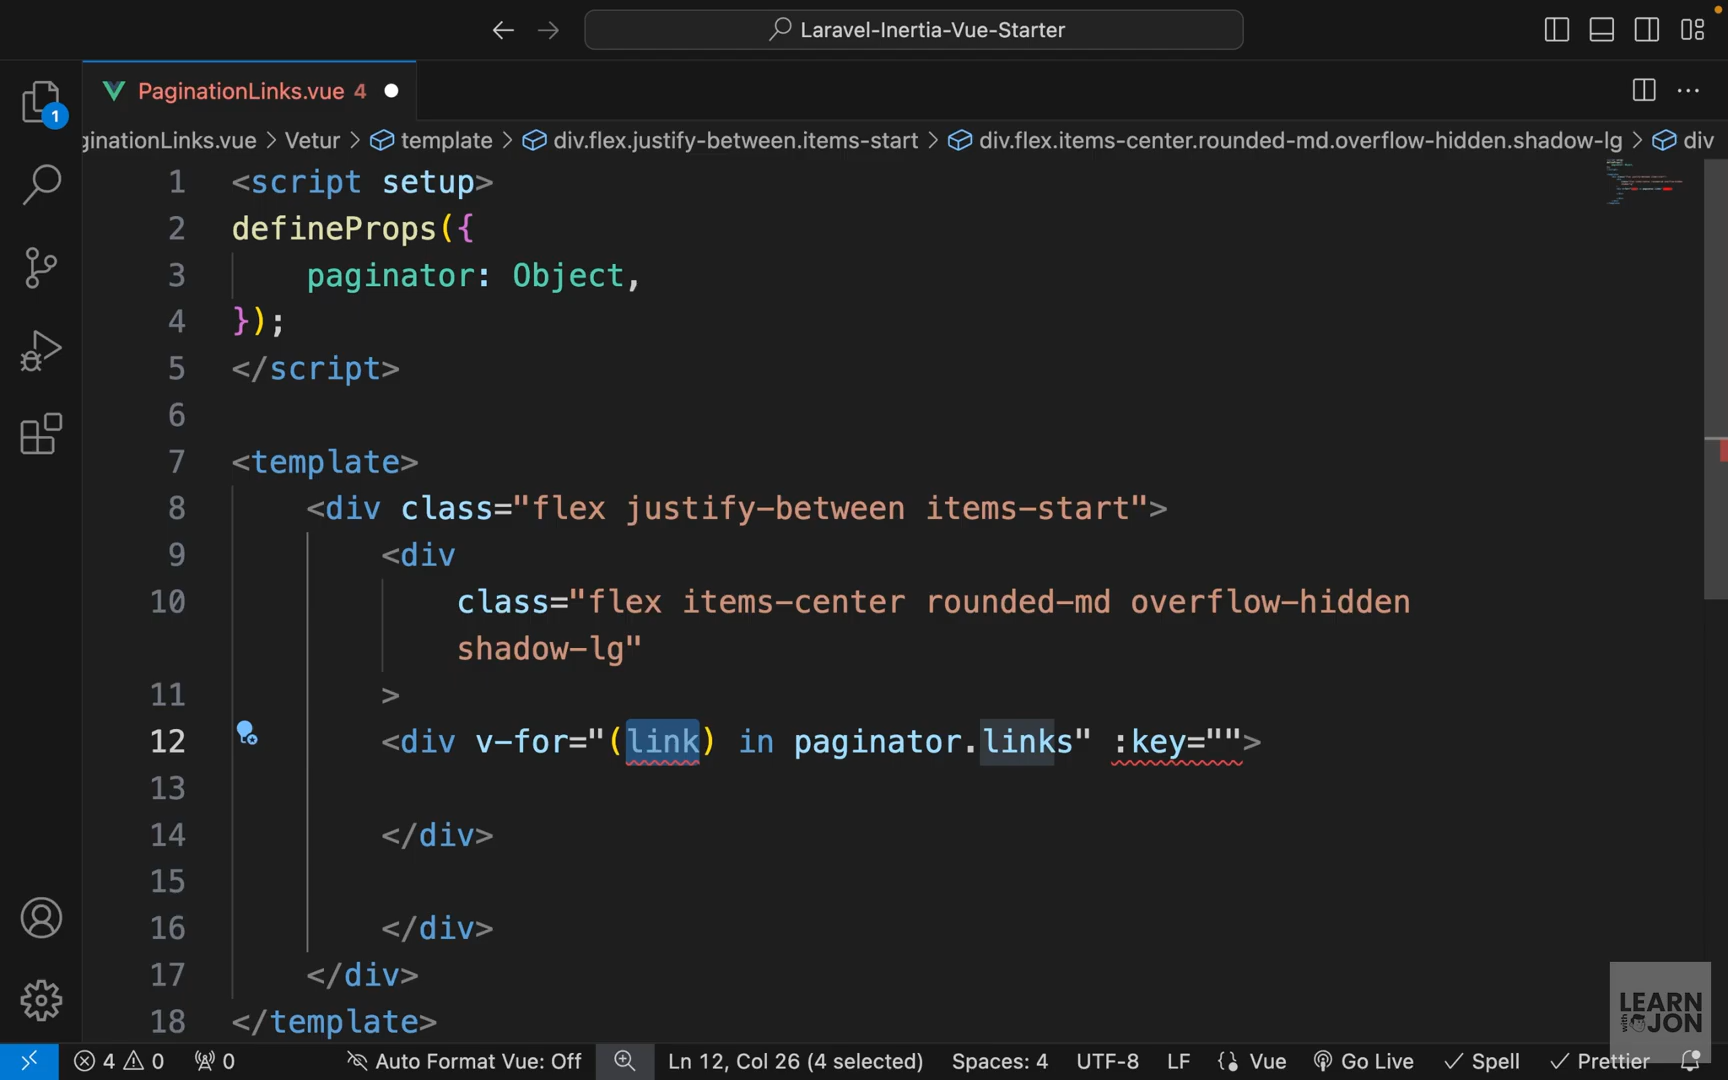 Laravel-Inertia-Vue-Starter
PaginationLinks.vue 4
1
ginationLinks.vue > Vetur > template > div.flex.justify-between.items-start > div.flex.items-center.rounded-md.overflow-hidden.shadow-lg > div
1 <script setup>
2 defineProps({
3 paginator: Object,
4 });
5 </script>
6
7 <template>
8 <div class="flex justify-between items-start">
9 <div
10 class="flex items-center rounded-md overflow-hidden
shadow-lg"
11 >
12 <div v-for="(link) in paginator.links" :key="">
13
14 </div>
15
16 </div>
17 </div>
18 </template>
LEARN
with JON
4 0 0 Auto Format Vue: Off Ln 12, Col 26 (4 selected) Spaces: 4 UTF-8 LF Vue Go Live Spell Prettier